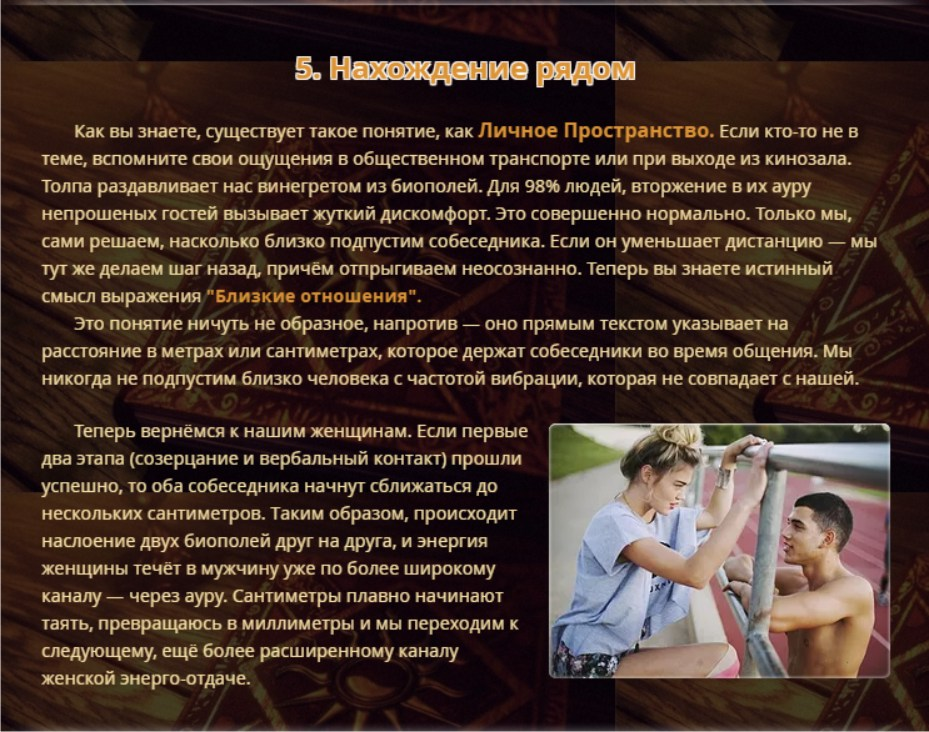 5. Нахождение рядом
Как вы знаете, существует такое понятие, как Личное Пространство. Если кто-то не в
теме, вспомните свои ощущения в общественном транспорте или при выходе из кинозала.
Толпа раздавливает нас винегретом из биополей. Для 98% людей, вторжение в их ауру
непрошеных гостей вызывает жуткий дискомфорт. Это совершенно нормально. Только мы,
сами решаем, насколько близко подпустим собеседника. Если он уменьшает дистанцию — мы
тут же делаем шаг назад, причём отпрыгиваем неосознанно. Теперь вы знаете истинный
смысл выражения "Близкие отношения".
Это понятие ничуть не образное, напротив — оно прямым текстом указывает на
расстояние в метрах или сантиметрах, которое держат собеседники во время общения. Мы
никогда не подпустим близко человека с частотой вибрации, которая не совпадает с нашей.
Теперь вернёмся к нашим женщинам. Если первые
два этапа (созерцание и вербальный контакт) прошли
успешно, то оба собеседника начнут сближаться до
нескольких сантиметров. Таким образом, происходит
наслоение двух биополей друг на друга, и энергия
женщины течёт в мужчину уже по более широкому
каналу — через ауру. Сантиметры плавно начинают
таять, превращаюсь в миллиметры и мы переходим к
следующему, ещё более расширенному каналу
женской энерго-отдаче.